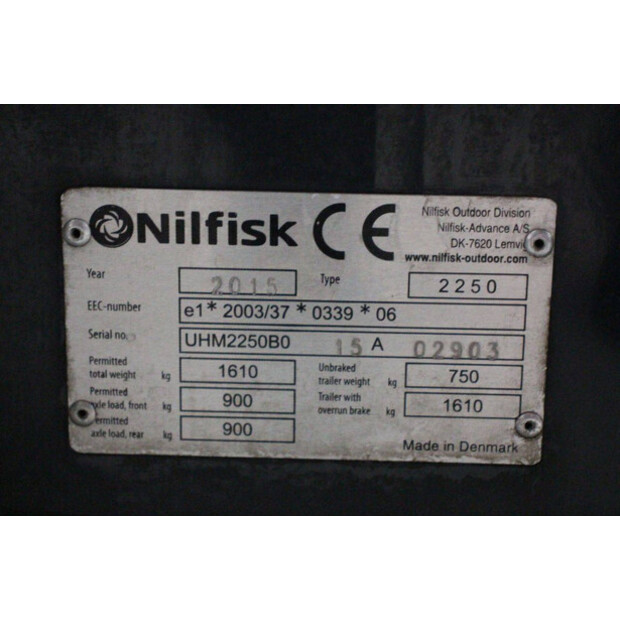 Nilfisk CE
Nilfisk Outdoor Division
Nilfisk-Advance A/S
DK-7620 Lemvig
www.nilfisk-outdoor.com
Year 2015 Type 2250
EEC-number e1* 2003/37 * 0339 * 06
Serial no. UHM2250B0 15 A 02903
Permitted total weight kg 1610 Unbraked trailer weight kg 750
Permitted axle load, front kg 900 Trailer with overrun brake kg 1610
Permitted axle load, rear kg 900
Made in Denmark